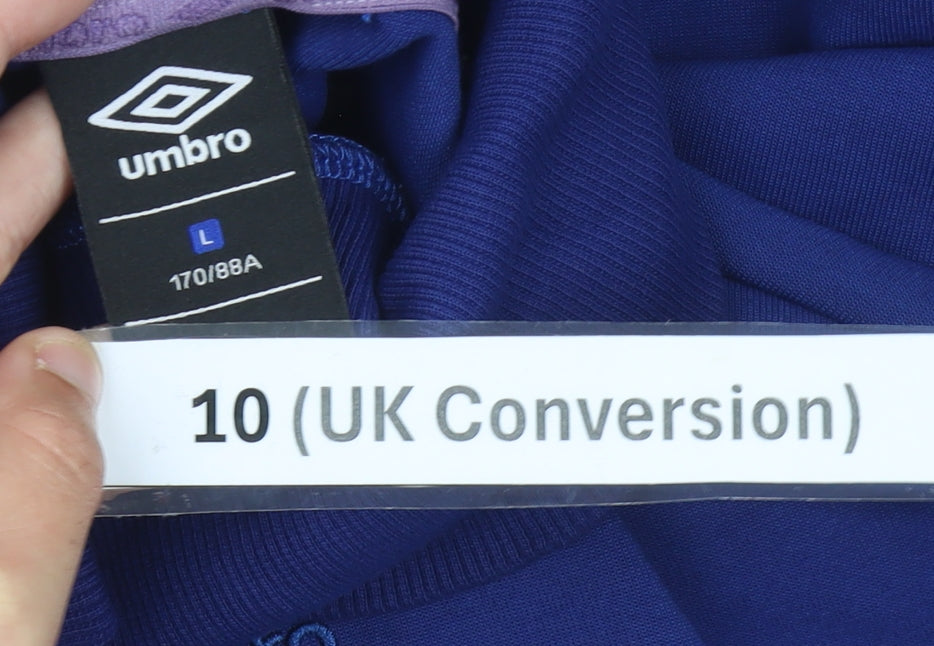 umbro
L
170/88A
10 (UK Conversion)